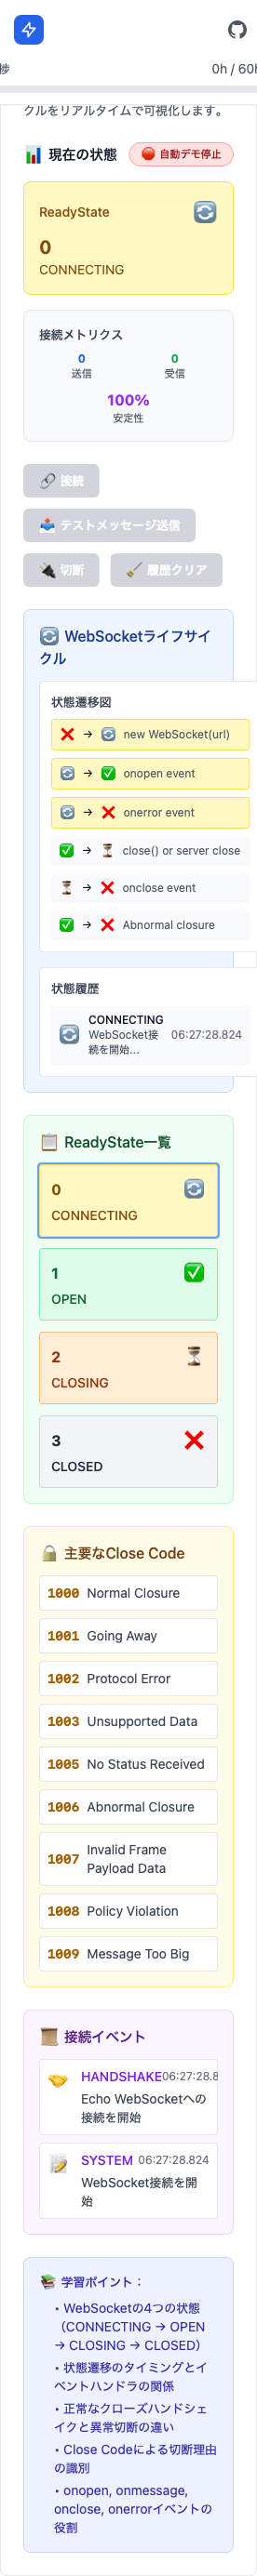 捗
0h / 60h
クルをリアルタイムで可視化します。
現在の状態
自動デモ停止
ReadyState
0
CONNECTING
接続メトリクス
0
送信
0
受信
100%
安定性
接続
テストメッセージ送信
切断
履歴クリア
WebSocketライフサイ
クル
状態遷移図
→ new WebSocket(url)
→ onopen event
→ onerror event
→ close() or server close
→ onclose event
→ Abnormal closure
状態履歴
CONNECTING
WebSocket接
続を開始...
06:27:28.824
ReadyState一覧
0
CONNECTING
1
OPEN
2
CLOSING
3
CLOSED
主要なClose Code
1000 Normal Closure
1001 Going Away
1002 Protocol Error
1003 Unsupported Data
1005 No Status Received
1006 Abnormal Closure
1007 Invalid Frame
Payload Data
1008 Policy Violation
1009 Message Too Big
接続イベント
HANDSHAKE 06:27:28.8
Echo WebSocketへの
接続を開始
SYSTEM 06:27:28.824
WebSocket接続を開
始
学習ポイント：
• WebSocketの4つの状態
（CONNECTING → OPEN
→ CLOSING → CLOSED）
• 状態遷移のタイミングとイ
ベントハンドラの関係
• 正常なクローズハンドシェ
イクと異常切断の違い
• Close Codeによる切断理由
の識別
• onopen, onmessage,
onclose, onerrorイベントの
役割